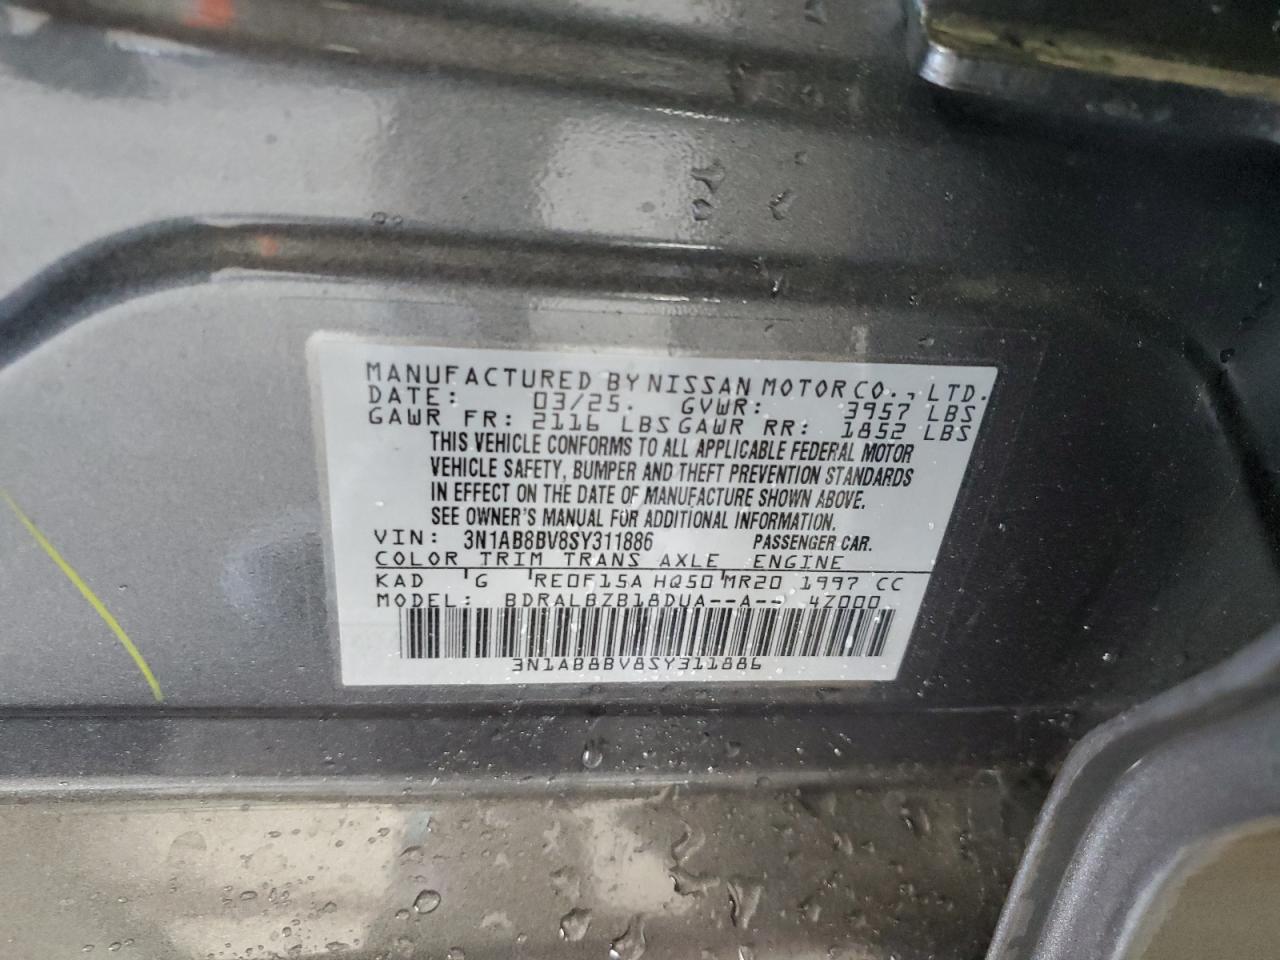 MANUFACTURED BY NISSAN MOTOR CO., LTD.
DATE: 03/25. GVWR: 3957 LBS
GAWR FR: 2116 LBS GAWR RR: 1852 LBS
THIS VEHICLE CONFORMS TO ALL APPLICABLE FEDERAL MOTOR
VEHICLE SAFETY, BUMPER AND THEFT PREVENTION STANDARDS
IN EFFECT ON THE DATE OF MANUFACTURE SHOWN ABOVE.
SEE OWNER'S MANUAL FOR ADDITIONAL INFORMATION.
VIN: 3N1AB8BV8SY311886 PASSENGER CAR.
COLOR TRIM TRANS AXLE ENGINE
KAD G RE0F15A HQ50 MR20 1997 CC
MODEL: BDRALBZB18DUA--A-- 4Z000
3N1AB8BV8SY311886